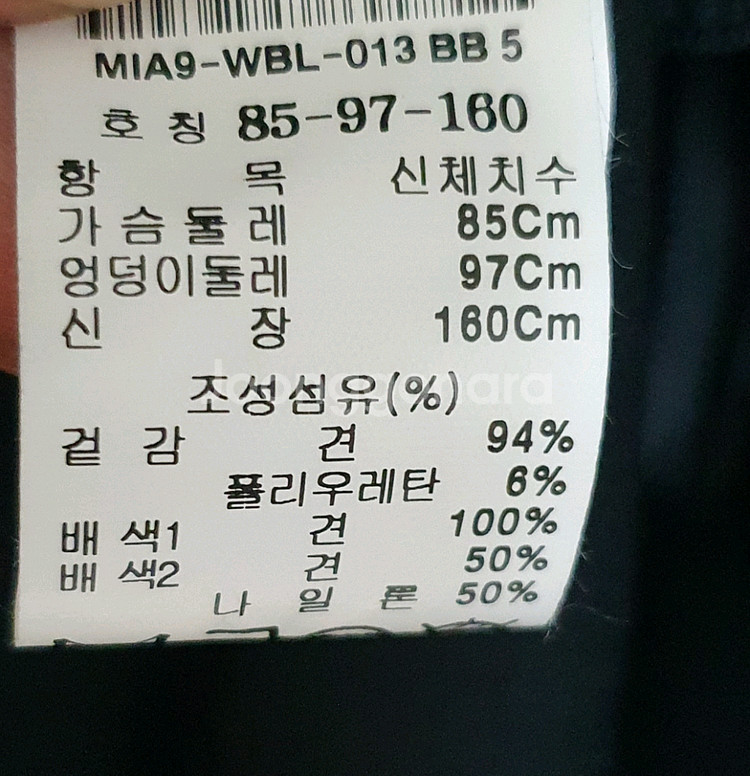 MIA9-WBL-013 BB 5
호 칭 85-97-160
항 목 신체치수
가슴둘레 85Cm
엉덩이둘레 97Cm
신 장 160Cm
조성섬유(%)
겉 감 견 94%
폴리우레탄 6%
배 색1 견 100%
배 색2 견 50%
나 일 론 50%